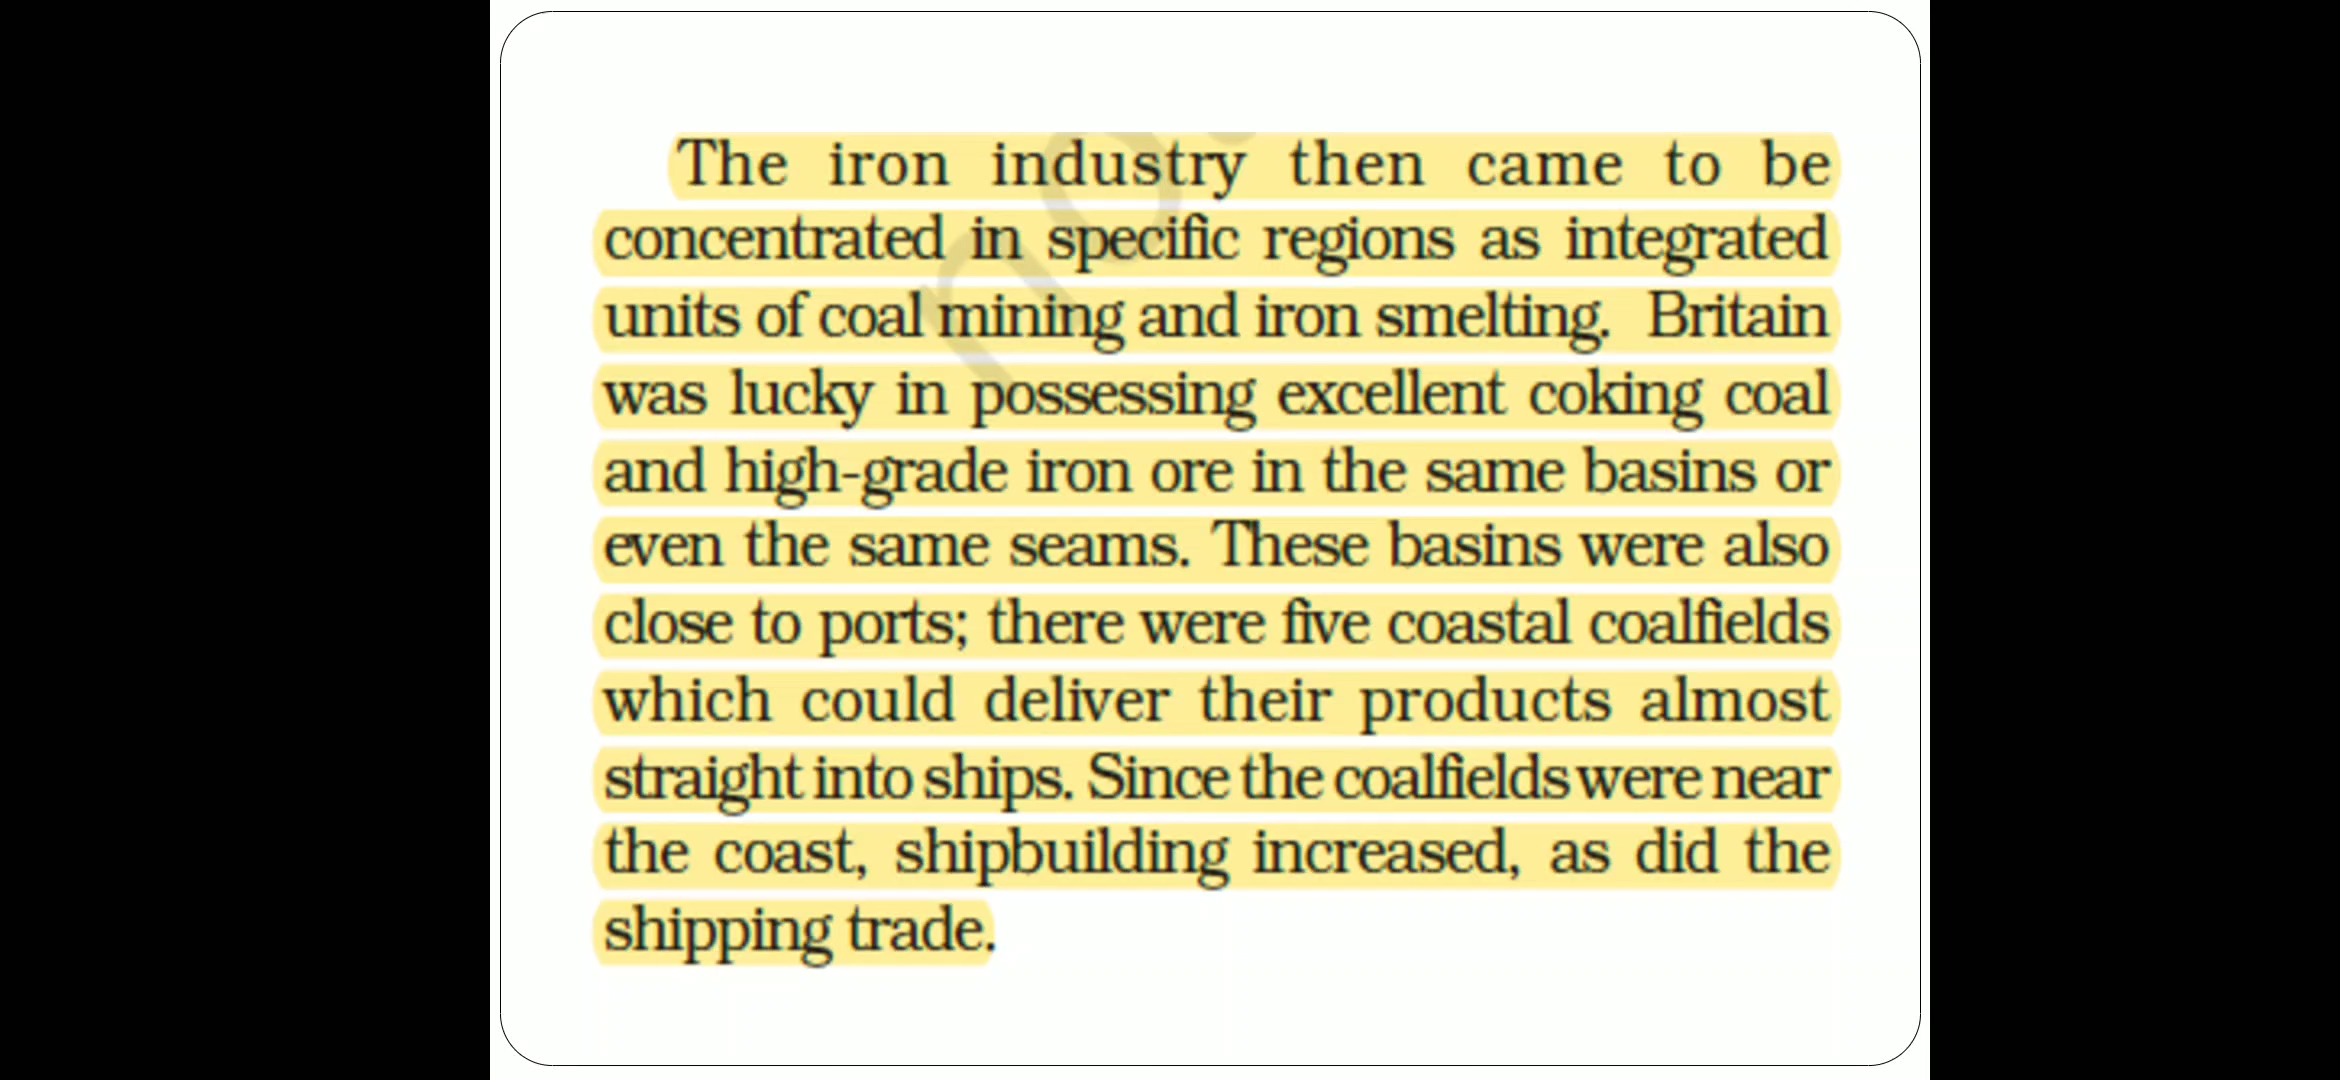 The iron industry then came to be
concentrated in specific regions as integrated
units of coal mining and iron smelting. Britain
was lucky in possessing excellent coking coal
and high-grade iron ore in the same basins or
even the same seams. These basins were also
close to ports; there were five coastal coalfields
which could deliver their products almost
straight into ships. Since the coalfields were near
the coast, shipbuilding increased, as did the
shipping trade.